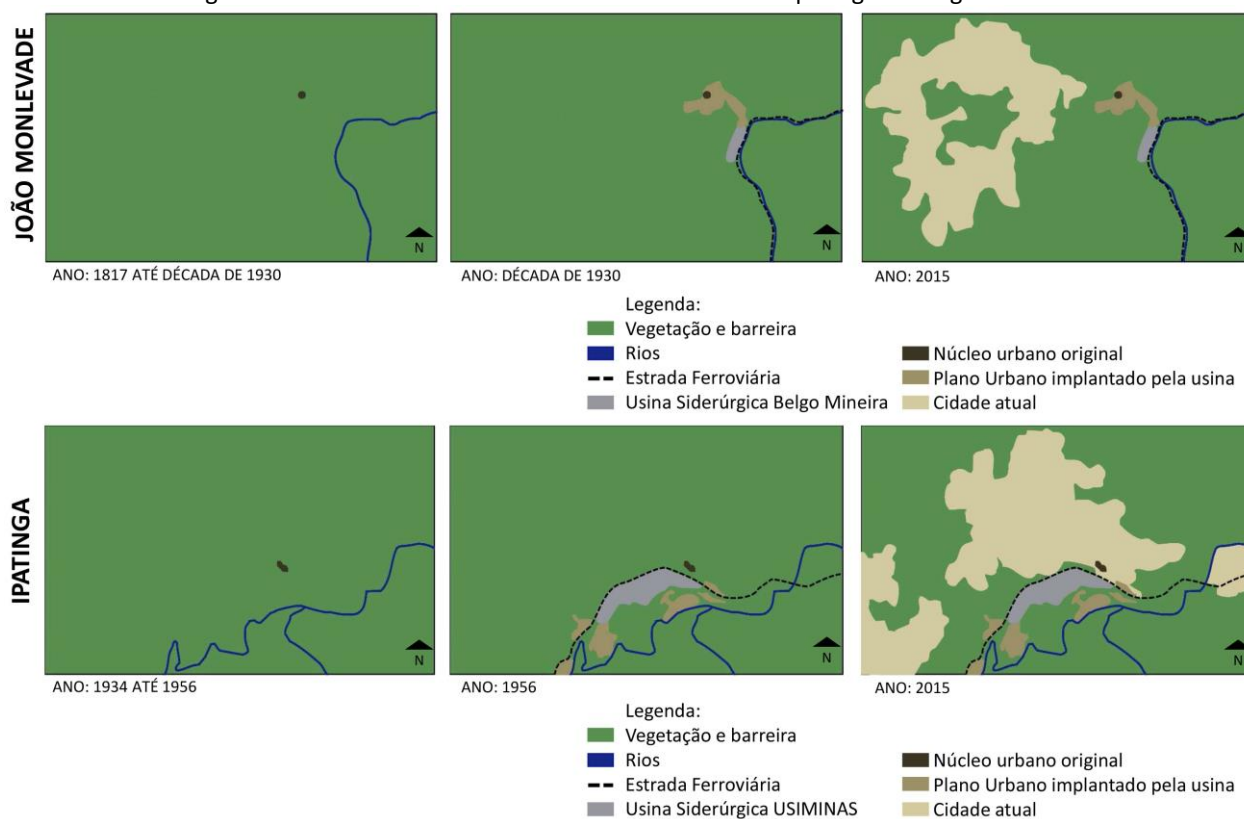 JOÃO MONLEVADE
N
N
N
ANO: 1817 ATÉ DÉCADA DE 1930
ANO: DÉCADA DE 1930
ANO: 2015
Legenda:
Vegetação e barreira
Rios
Núcleo urbano original
Estrada Ferroviária
Plano Urbano implantado pela usina
Usina Siderúrgica Belgo Mineira
Cidade atual
IPATINGA
N
N
N
ANO: 1934 ATÉ 1956
ANO: 1956
ANO: 2015
Legenda:
Vegetação e barreira
Rios
Núcleo urbano original
Estrada Ferroviária
Plano Urbano implantado pela usina
Usina Siderúrgica USIMINAS
Cidade atual